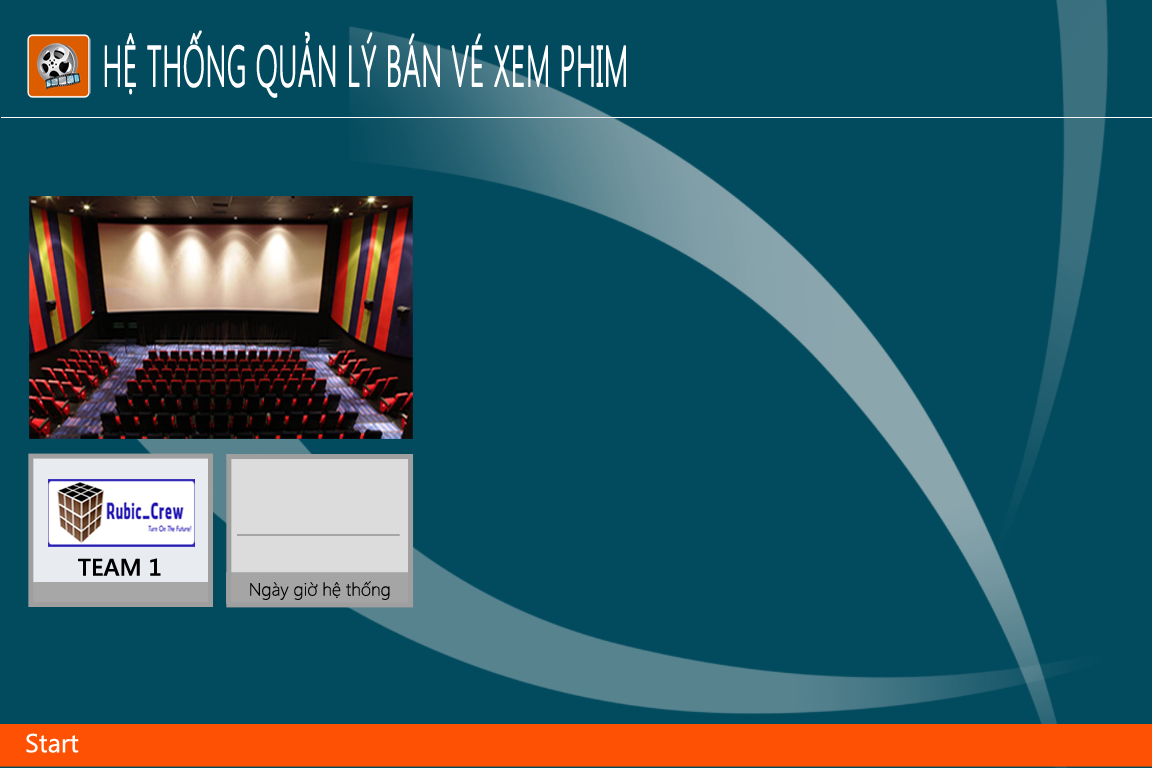 HỆ THỐNG QUẢN LÝ BÁN VÉ XEM PHIM
Rubic_Crew
Turn On The Future!
TEAM 1
Ngày giờ hệ thống
Start